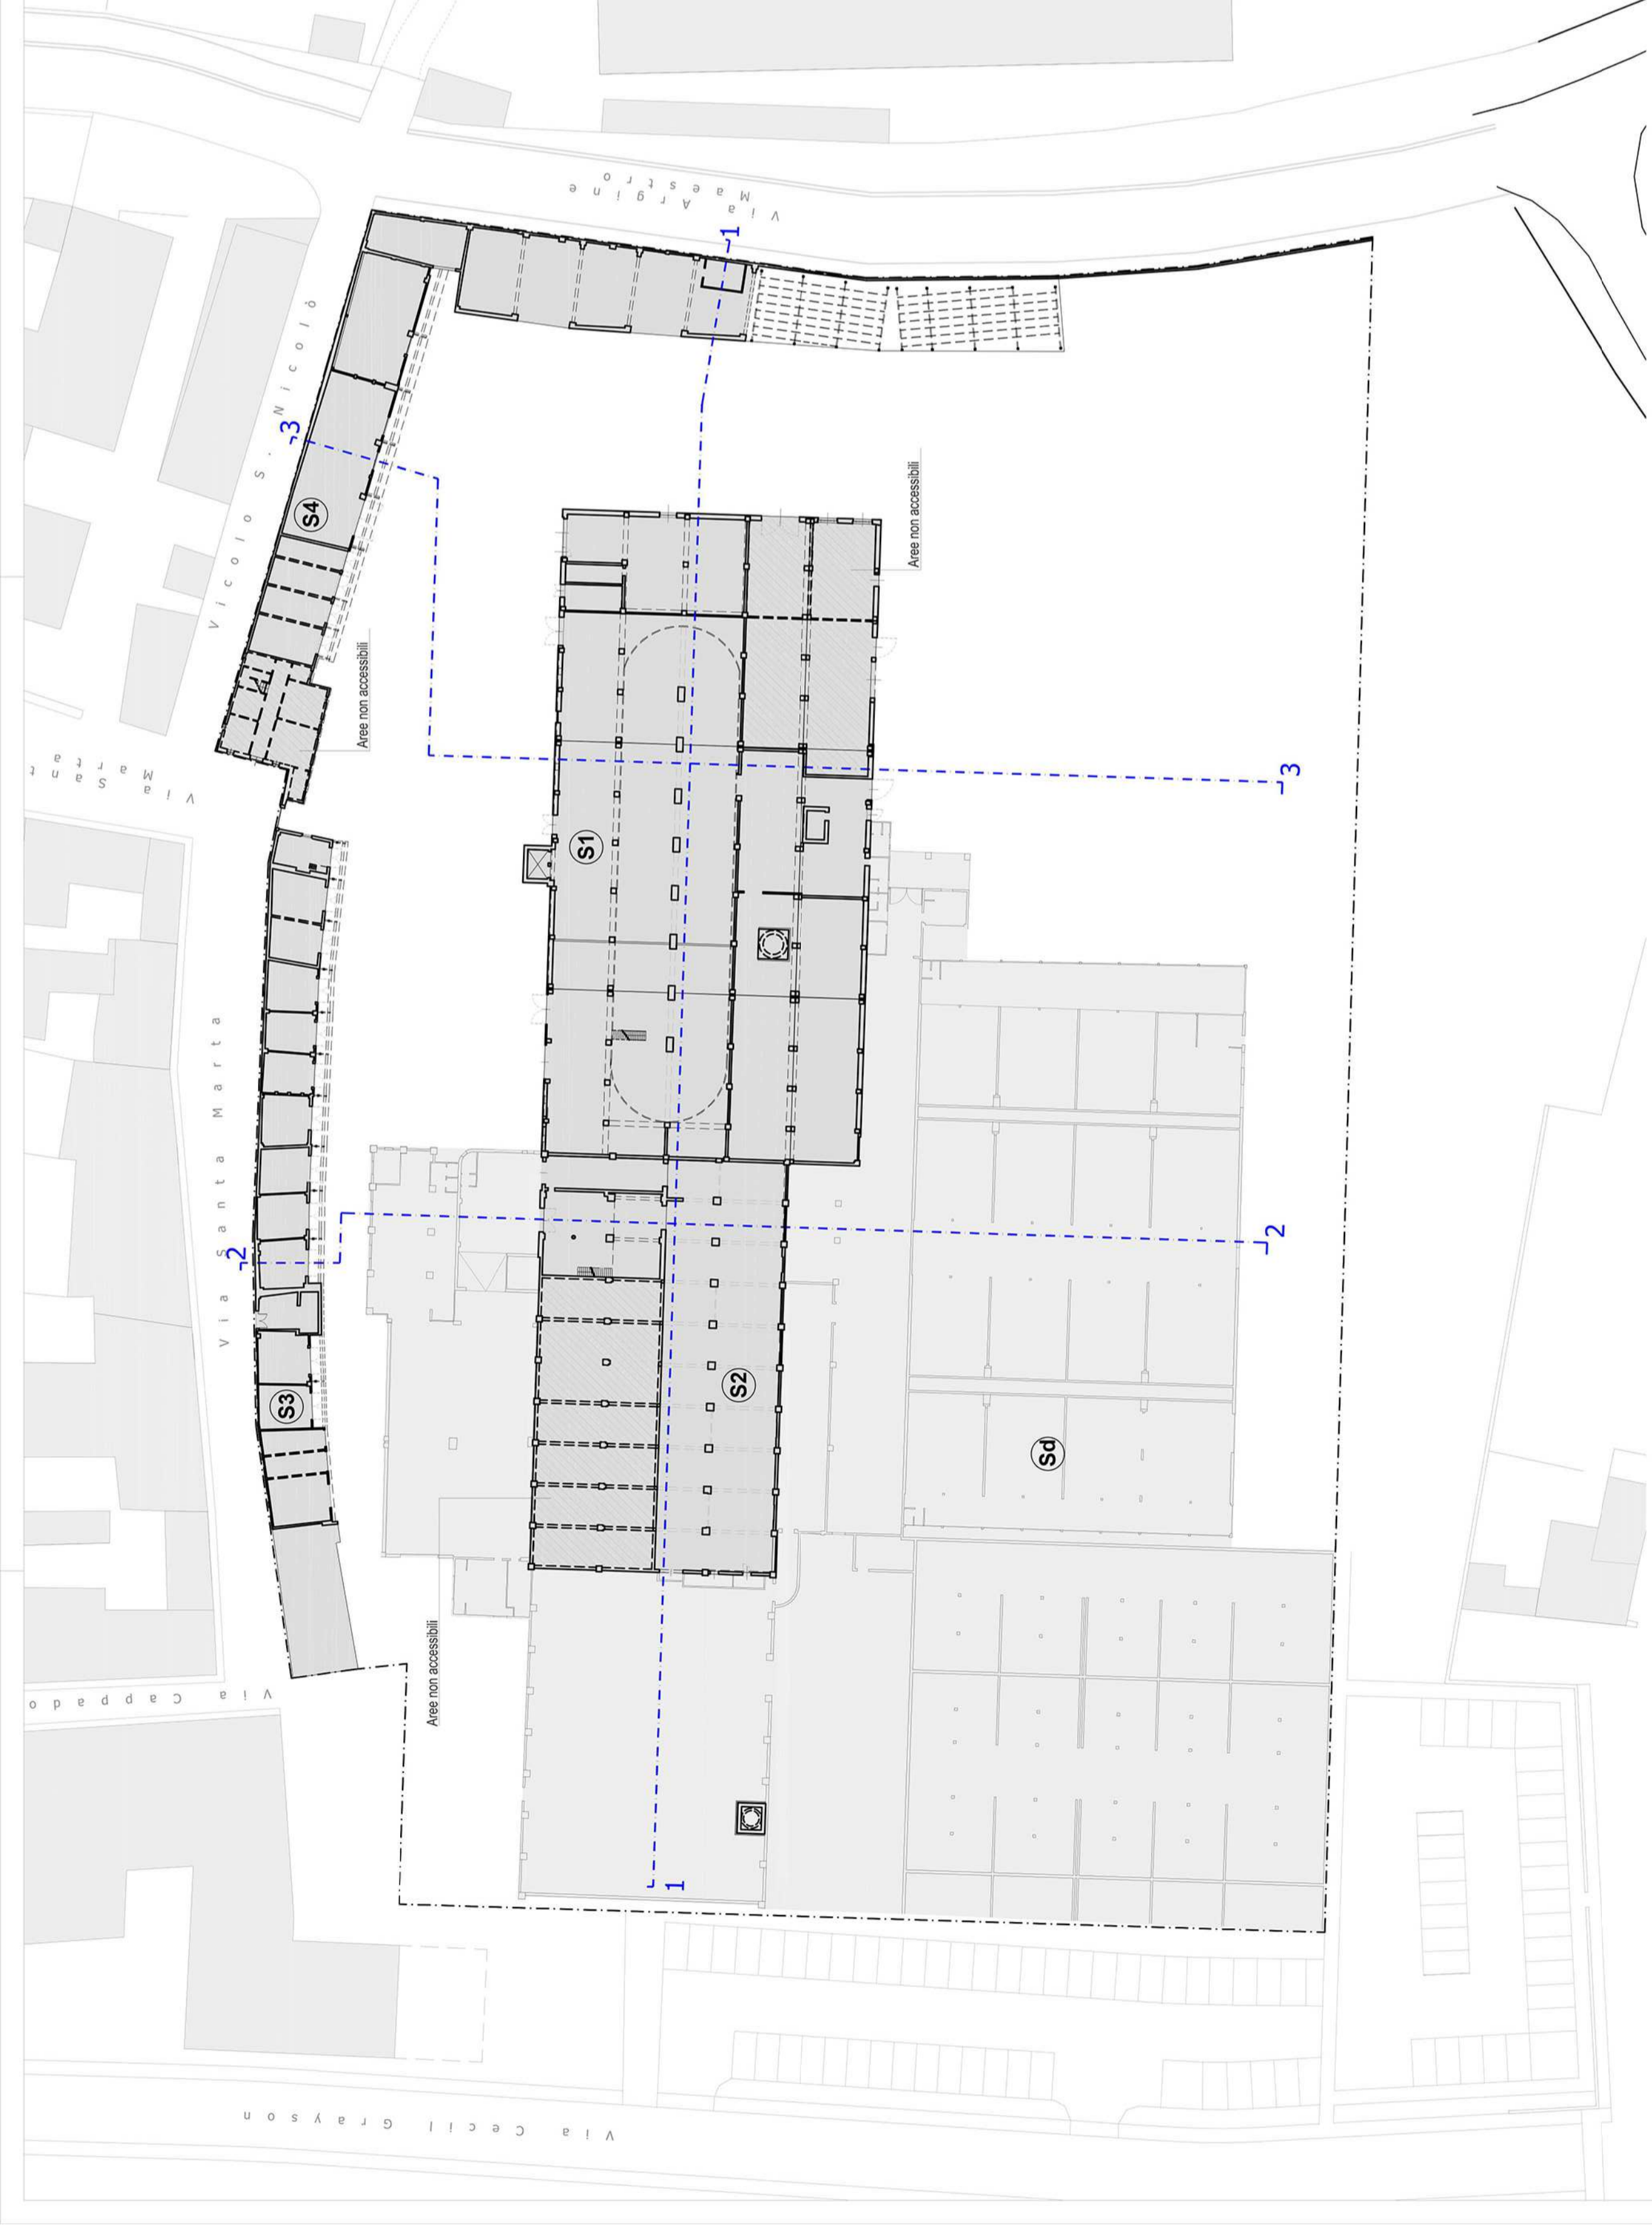 Via Argine
Maestro
1
Vicolo S. Nicolò
3
S4
Aree non accessibili
Aree non accessibili
Via Santa
Marta
3
S1
Via Santa Marta
2
2
S3
S2
Sd
Aree non accessibili
Via Cappado
1
Via Cecil Grayson